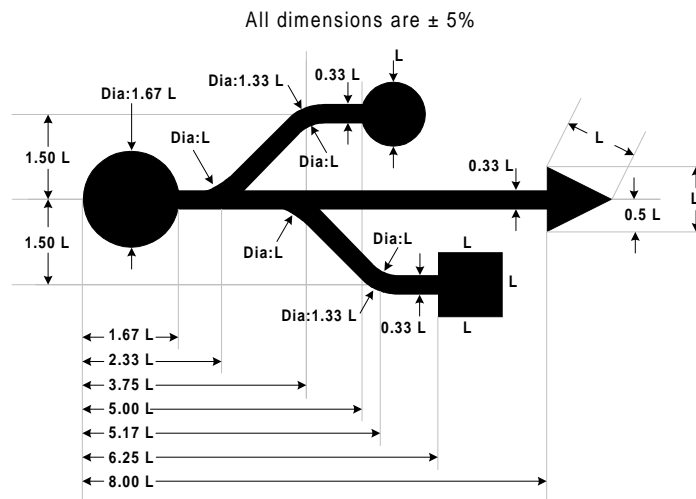 All dimensions are ± 5%
L
Dia:1.33 L
0.33 L
Dia:1.67 L
Dia:L
Dia:L
L
1.50 L
0.33 L
L
0.5 L
1.50 L
Dia:L
Dia:L
L
L
Dia:1.33 L
0.33 L
L
1.67 L
2.33 L
3.75 L
5.00 L
5.17 L
6.25 L
8.00 L